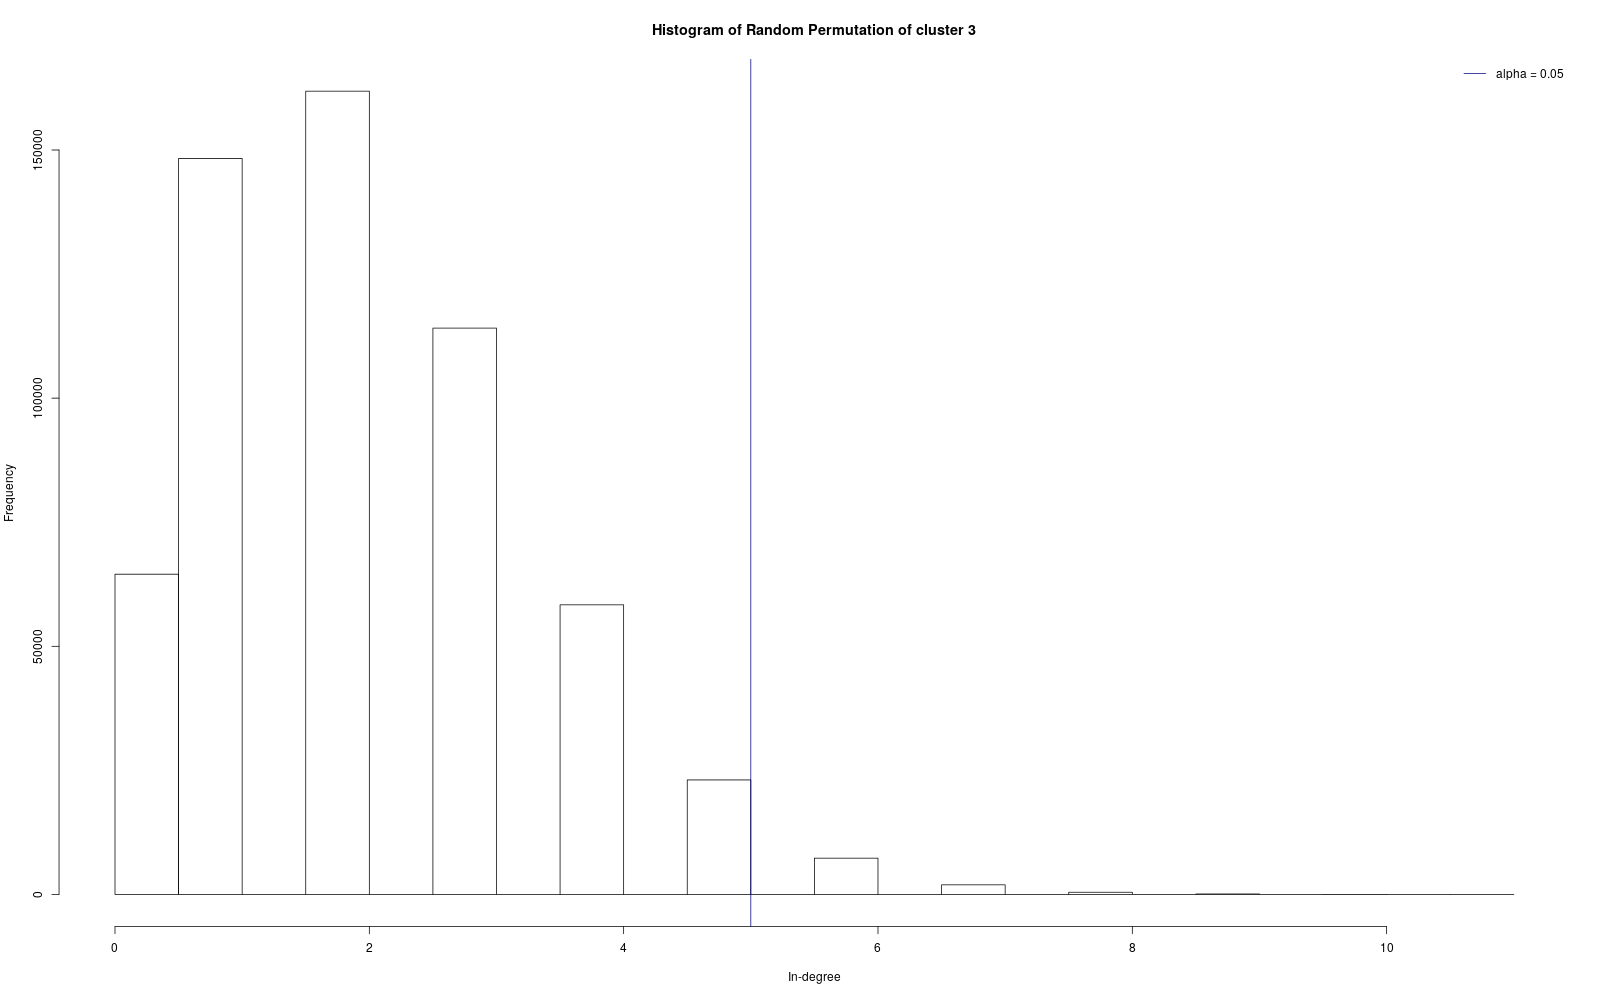 Histogram of Random Permutation of cluster 3
alpha = 0.05
Frequency
150000
100000
50000
0
0 2 4 6 8 10
In-degree